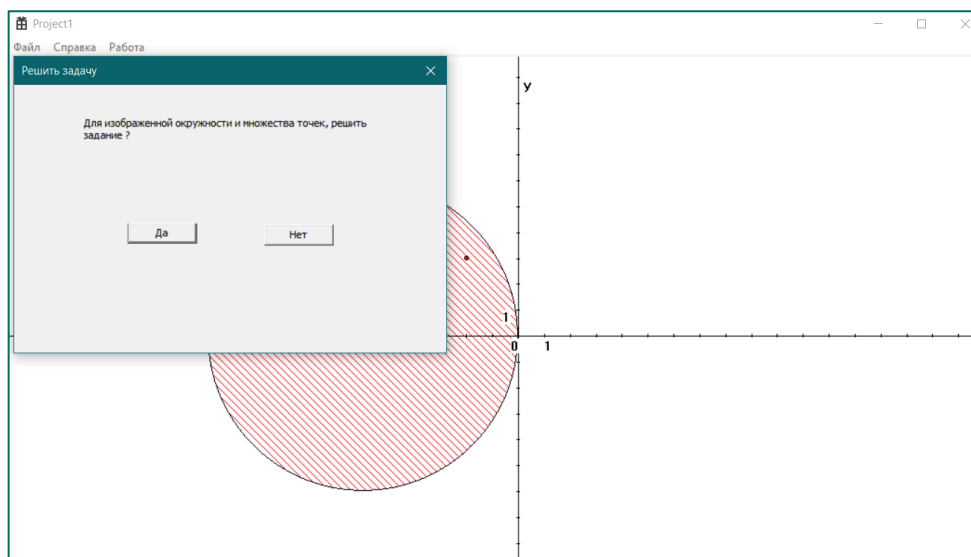 Project1
Файл Справка Работа
Решить задачу
Для изображенной окружности и множества точек, решить
задание ?
Да Нет
y
1
0 1